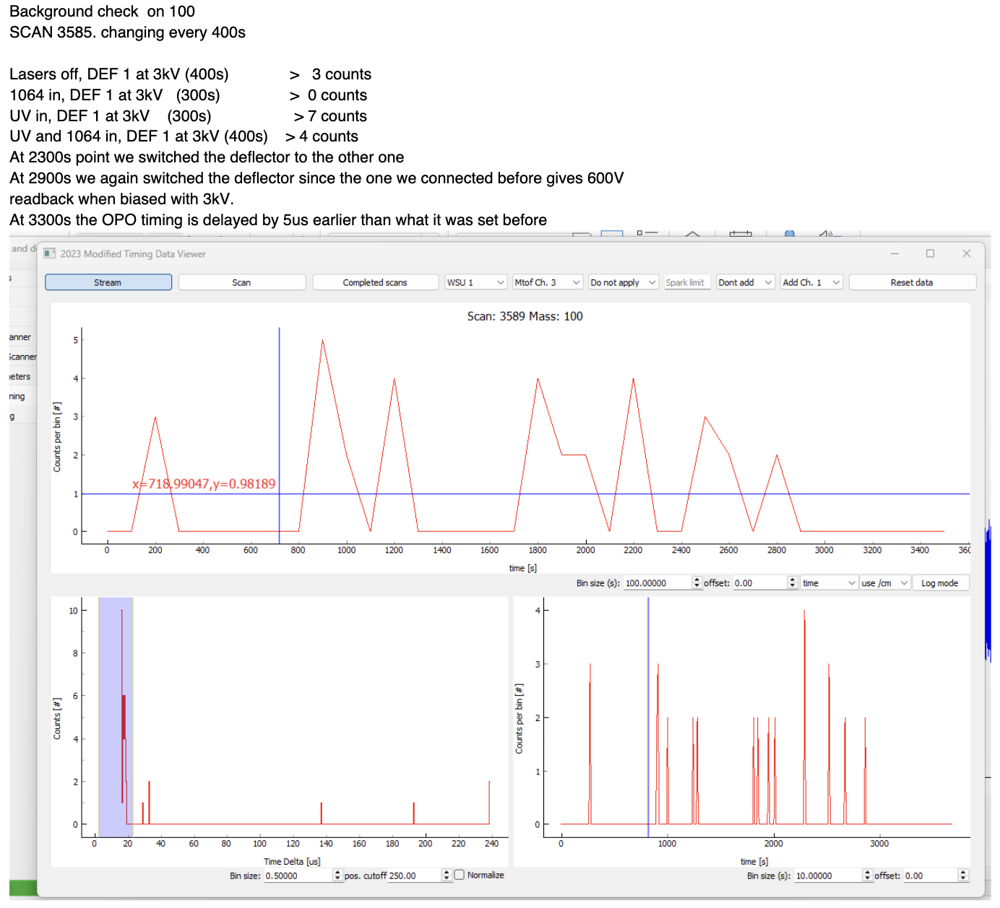 Background check  on 100
SCAN 3585. changing every 400s
Lasers off, DEF 1 at 3kV (400s) > 3 counts
1064 in, DEF 1 at 3kV (300s) > 0 counts
UV in, DEF 1 at 3kV (300s) > 7 counts
UV and 1064 in, DEF 1 at 3kV (400s) > 4 counts
At 2300s point we switched the deflector to the other one
At 2900s we again switched the deflector since the one we connected before gives 600V
readback when biased with 3kV.
At 3300s the OPO timing is delayed by 5us earlier than what it was set before
and d
2023 Modified Timing Data Viewer
Stream Scan Completed scans WSU 1 Mtof Ch. 3 Do not apply Spark limit Dont add Add Ch. 1 Reset data
Scan: 3589 Mass: 100
anner
Scanner
meters
ning
g
Counts per bin [#]
5
4
3
2
1
0
x=718.99047,y=0.98189
0 200 400 600 800 1000 1200 1400 1600 1800 2000 2200 2400 2600 2800 3000 3200 3400 360
time [s]
Bin size (s): 100.00000 offset: 0.00 time use /cm Log mode
Counts [#]
10
8
6
4
2
0
0 20 40 60 80 100 120 140 160 180 200 220 240
Time Delta [us]
Bin size: 0.50000 pos. cutoff 250.00 Normalize
Counts per bin [#]
4
3
2
1
0
0 1000 2000 3000
time [s]
Bin size (s): 10.00000 offset: 0.00